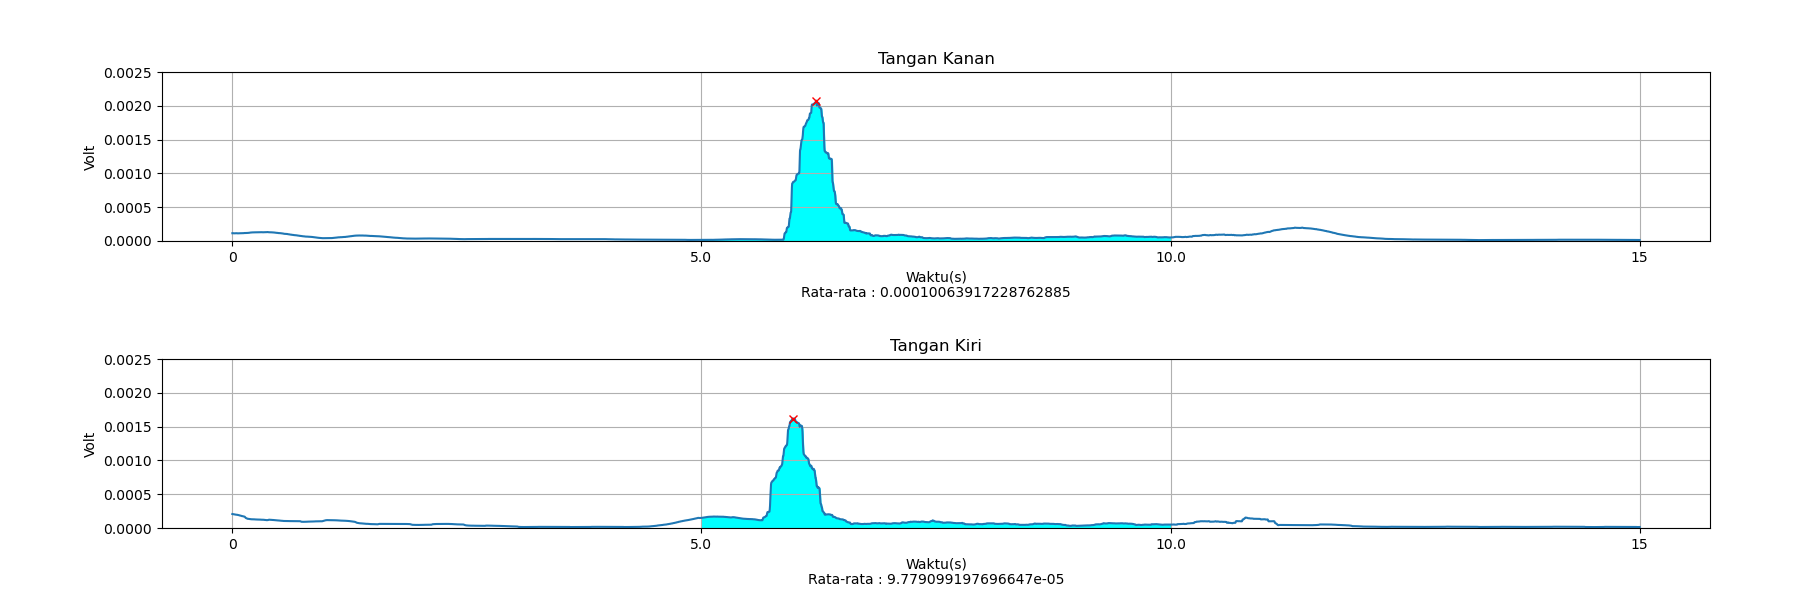 Tangan Kanan
0.0025
0.0020
0.0015
0.0010
0.0005
0.0000
Volt
0 5.0 10.0 15
Waktu(s)
Rata-rata : 0.00010063917228762885
Tangan Kiri
0.0025
0.0020
0.0015
0.0010
0.0005
0.0000
Volt
0 5.0 10.0 15
Waktu(s)
Rata-rata : 9.779099197696647e-05